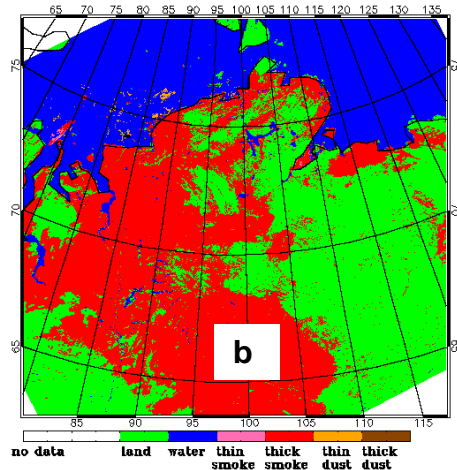 65 70 75 80 85 90 95 100 105 110 115 120 125 130 135
75
70
65
b
85 90 95 100 105 110 115
no data land water thin thick thin thick
smoke smoke dust dust